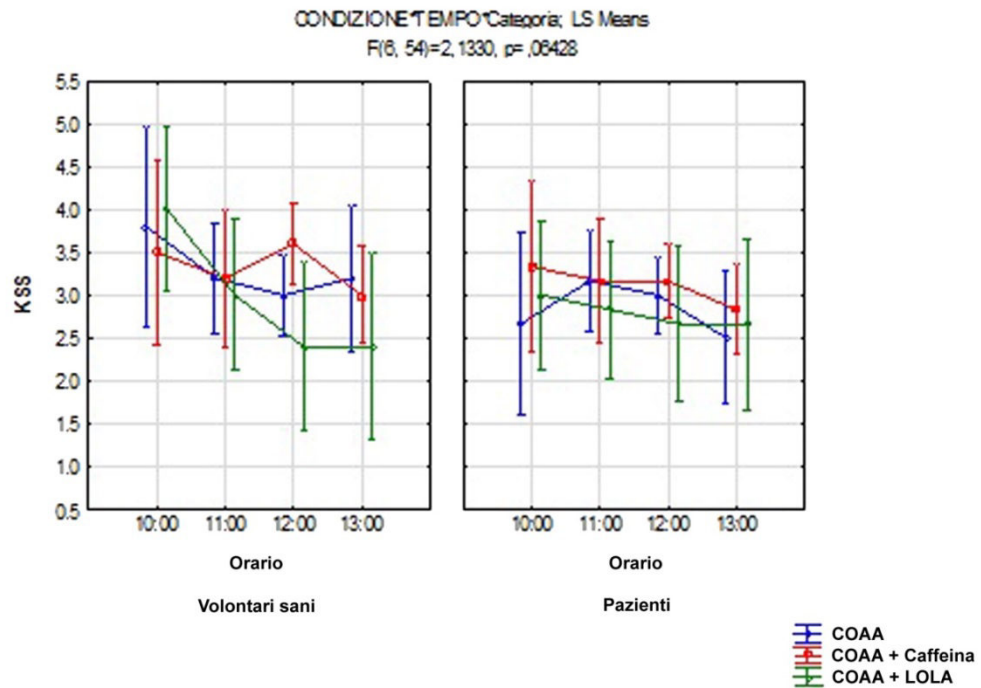 CONDIZIONE*TEMPO*Categoria; LS Means
F(6, 54)=2,1330, p= ,06428
KSS
5.5
5.0
4.5
4.0
3.5
3.0
2.5
2.0
1.5
1.0
0.5
10:00 11:00 12:00 13:00
Orario
Volontari sani
10:00 11:00 12:00 13:00
Orario
Pazienti
COAA
COAA + Caffeina
COAA + LOLA